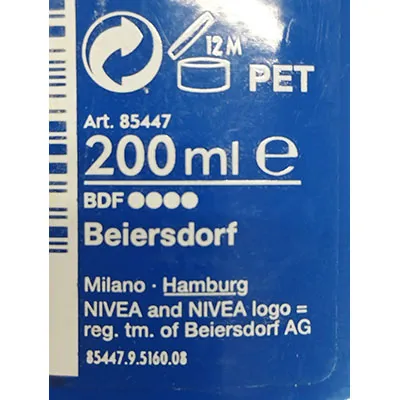 12 M
PET
Art. 85447
200 ml e
BDF
Beiersdorf
Milano · Hamburg
NIVEA and NIVEA logo =
reg. tm. of Beiersdorf AG
85447.9.5160.08